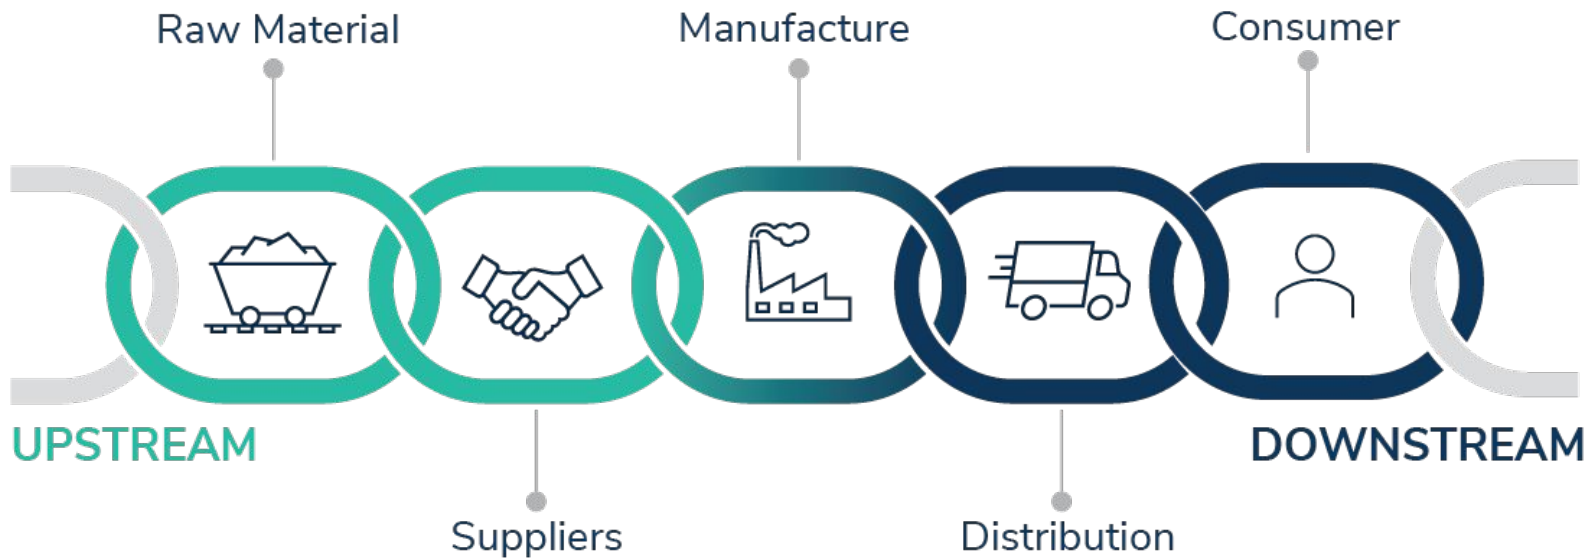 Raw Material
Manufacture
Consumer
UPSTREAM
DOWNSTREAM
Suppliers
Distribution